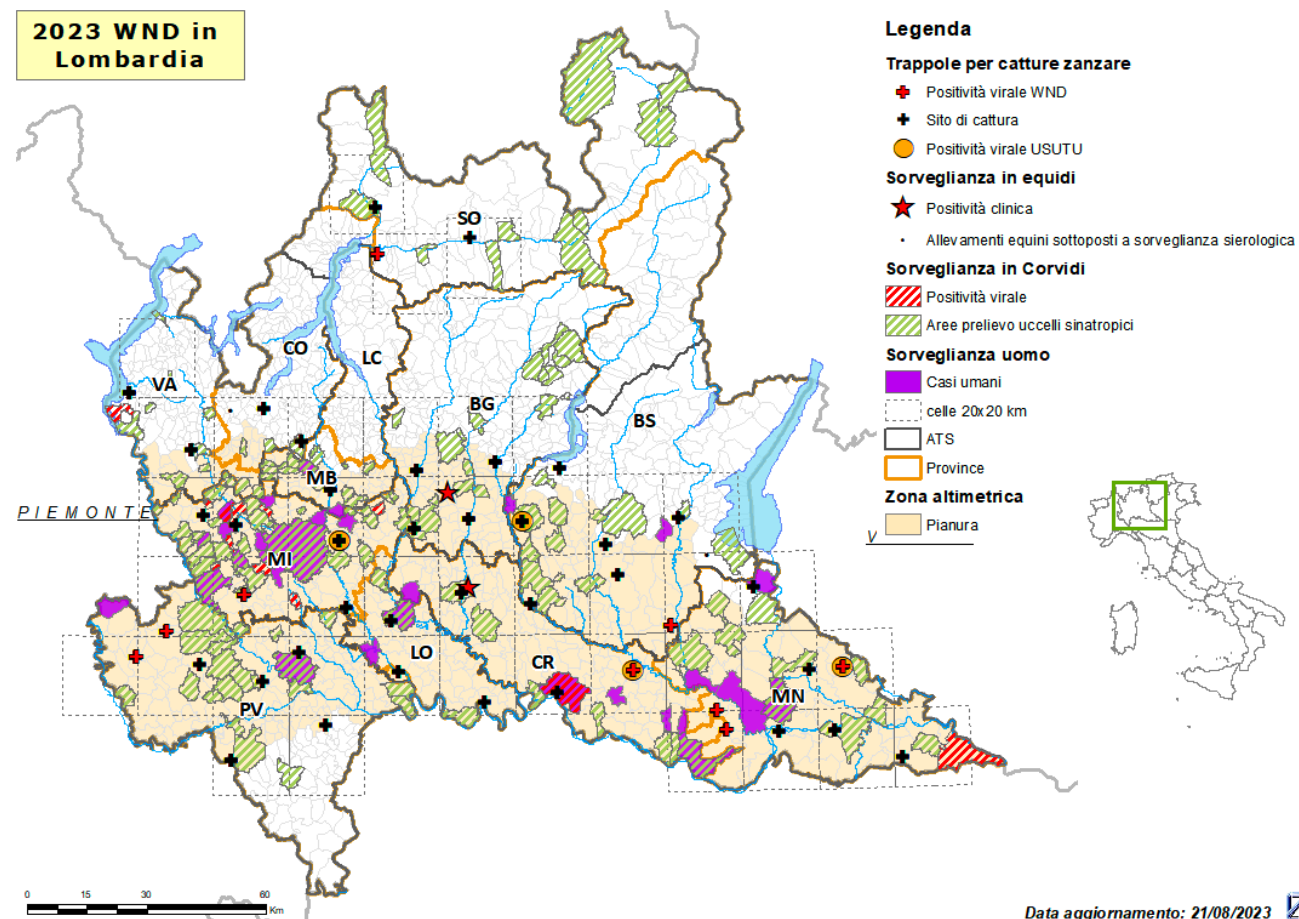 2023 WND in
Lombardia
Legenda
Trappole per catture zanzare
Positività virale WND
Sito di cattura
Positività virale USUTU
Sorveglianza in equidi
Positività clinica
Allevamenti equini sottoposti a sorveglianza sierologica
Sorveglianza in Corvidi
Positività virale
Aree prelievo uccelli sinatropici
Sorveglianza uomo
Casi umani
celle 20x20 km
ATS
Province
Zona altimetrica
Pianura
SO
CO
LC
VA
BG
BS
MB
PIEMONTE
V
MI
LO
CR
MN
PV
0 15 30 60
Km
Data aggiornamento: 21/08/2023